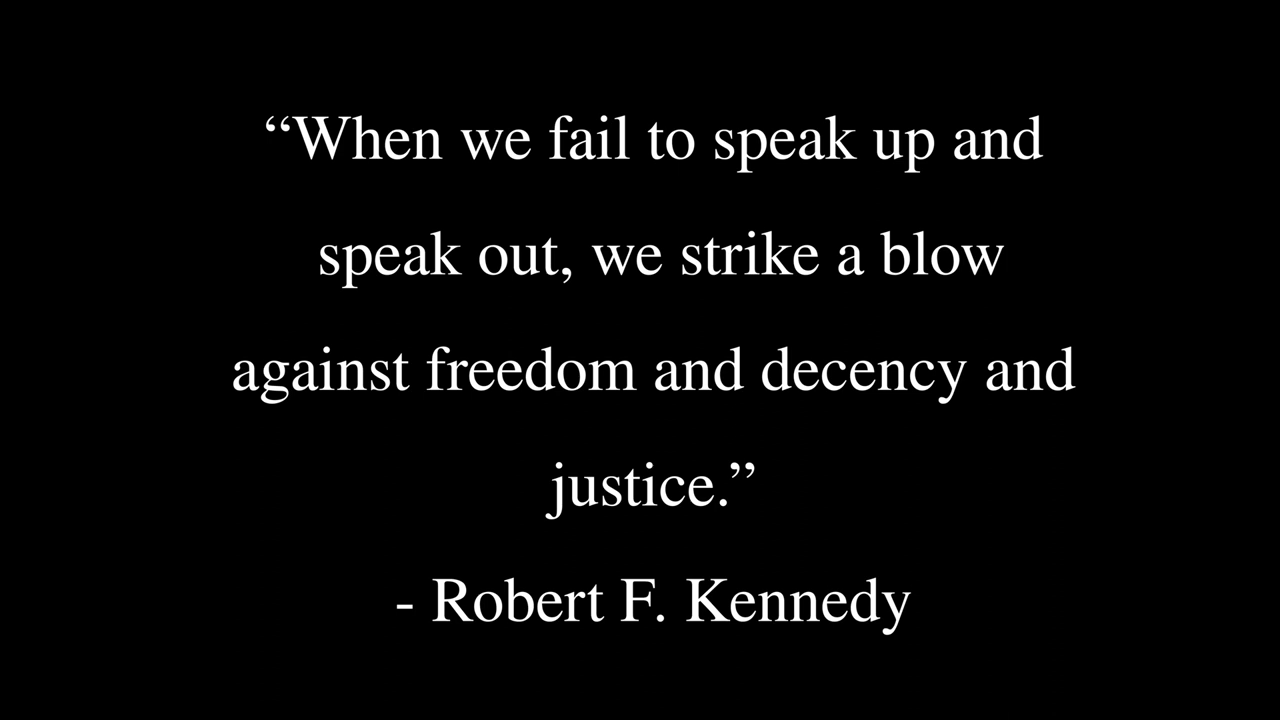 “When we fail to speak up and
speak out, we strike a blow
against freedom and decency and
justice.”
- Robert F. Kennedy